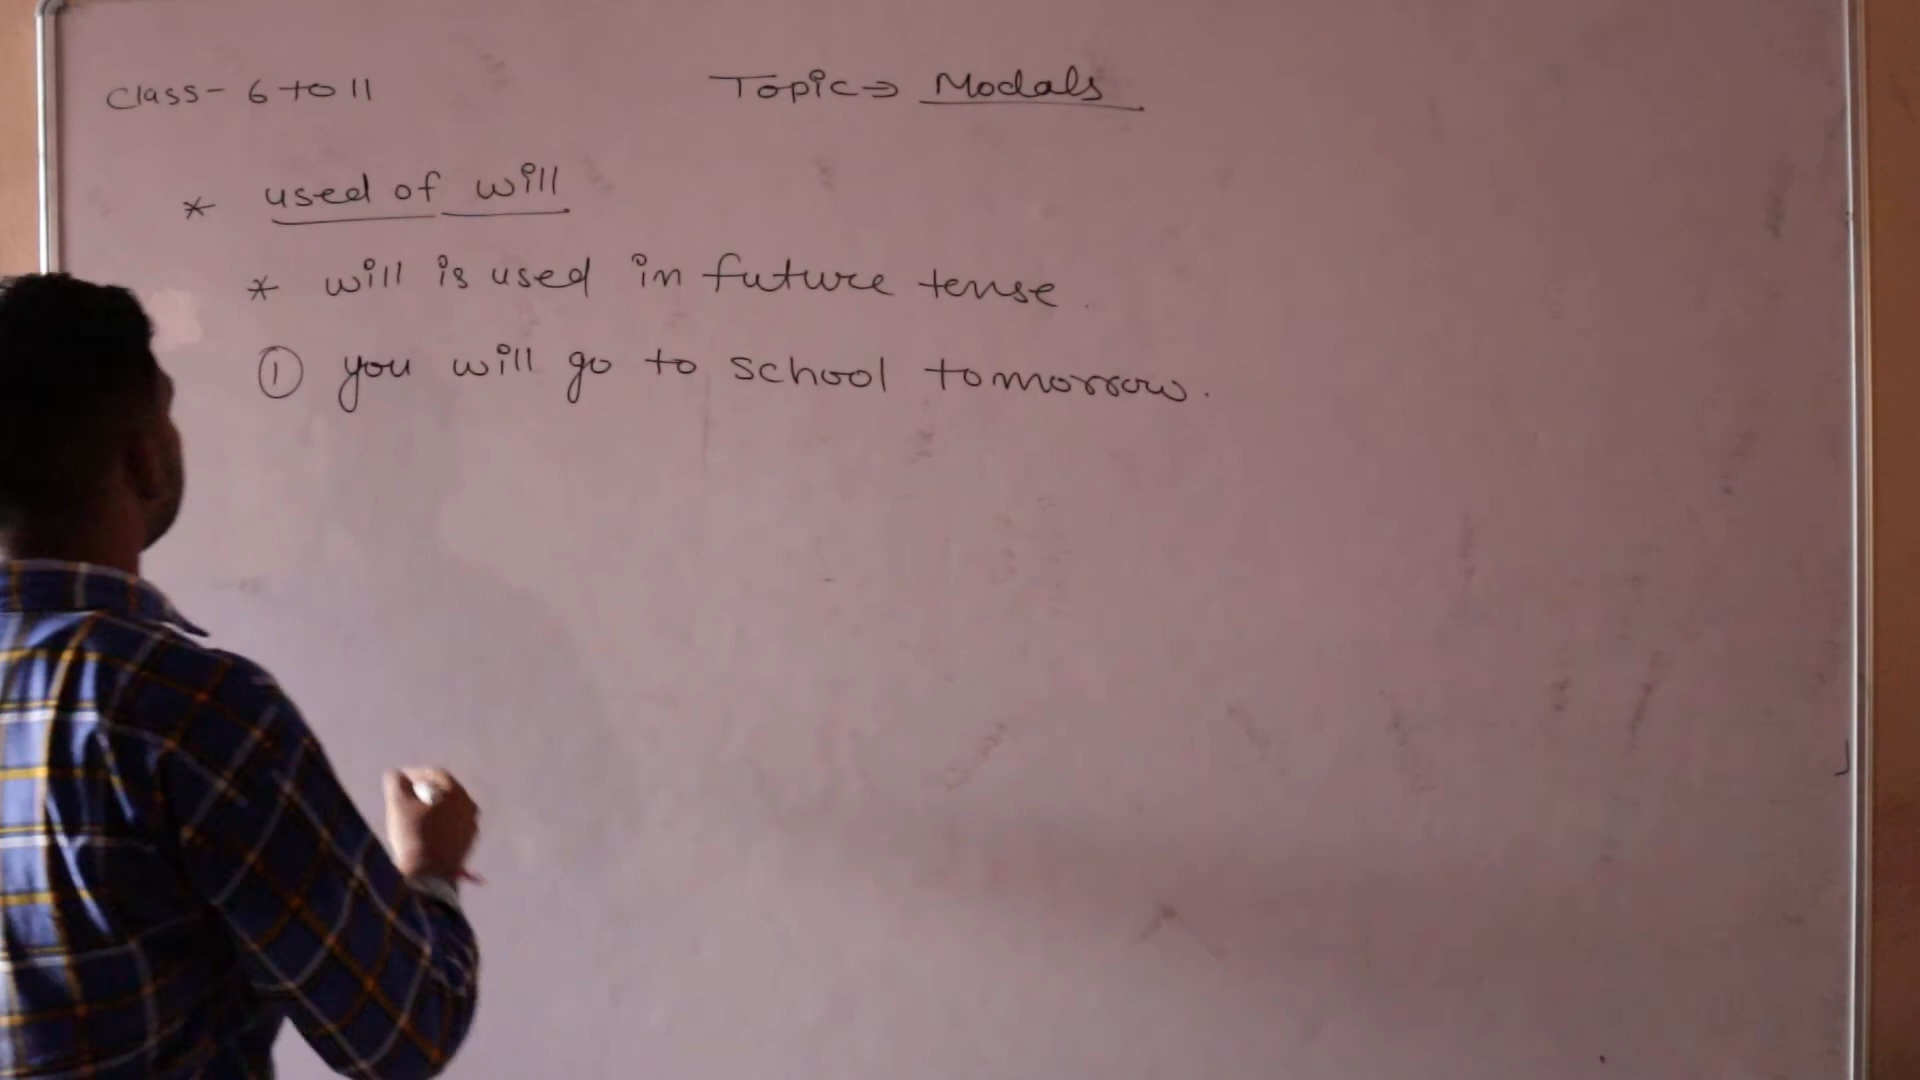 Class- 6 to 11
Topic→ Modals
* used of will
* will is used in future tense.
① you will go to school tomorrow.